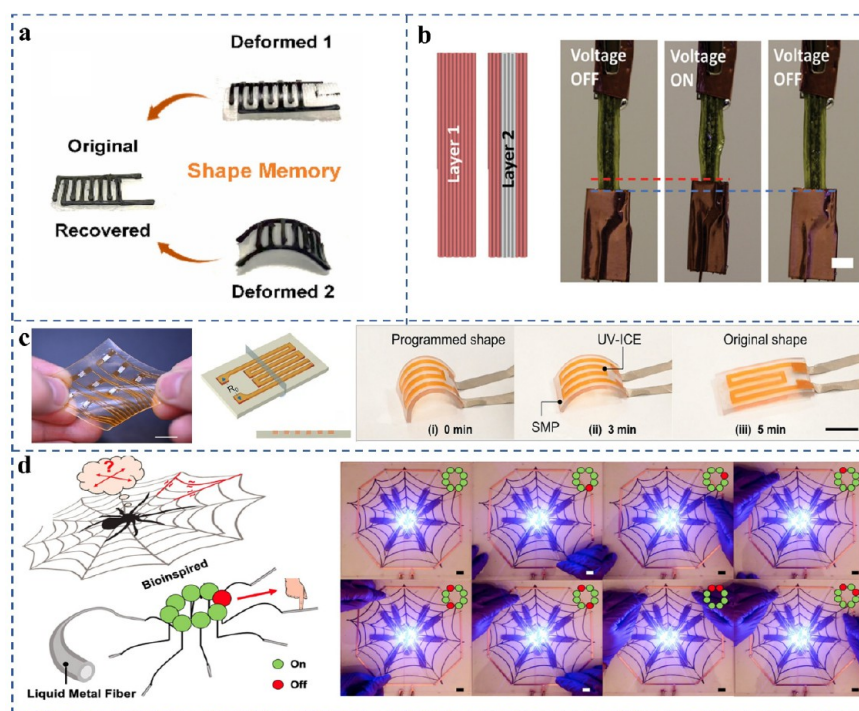 a
Deformed 1
Original
Shape Memory
Recovered
Deformed 2
b
Layer 1
Layer 2
Voltage
OFF
Voltage
ON
Voltage
OFF
c
R₀
Programmed shape
(i) 0 min
UV-ICE
SMP
(ii) 3 min
Original shape
(iii) 5 min
d
?
Bioinspired
On
Off
Liquid Metal Fiber